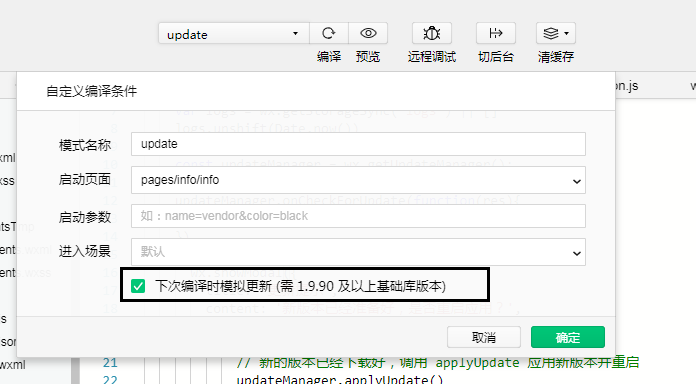 update
编译 预览 远程调试 切后台 清缓存
自定义编译条件
on.js
w
模式名称 update
启动页面 pages/info/info
xml
启动参数 如：name=vendor&color=black
进入场景 默认
下次编译时模拟更新 (需 1.9.90 及以上基础库版本)
取消 确定
wxml
21 // 新的版本已经下载好，调用 applyUpdate 应用新版本并重启
22 updateManager.applyUpdate()